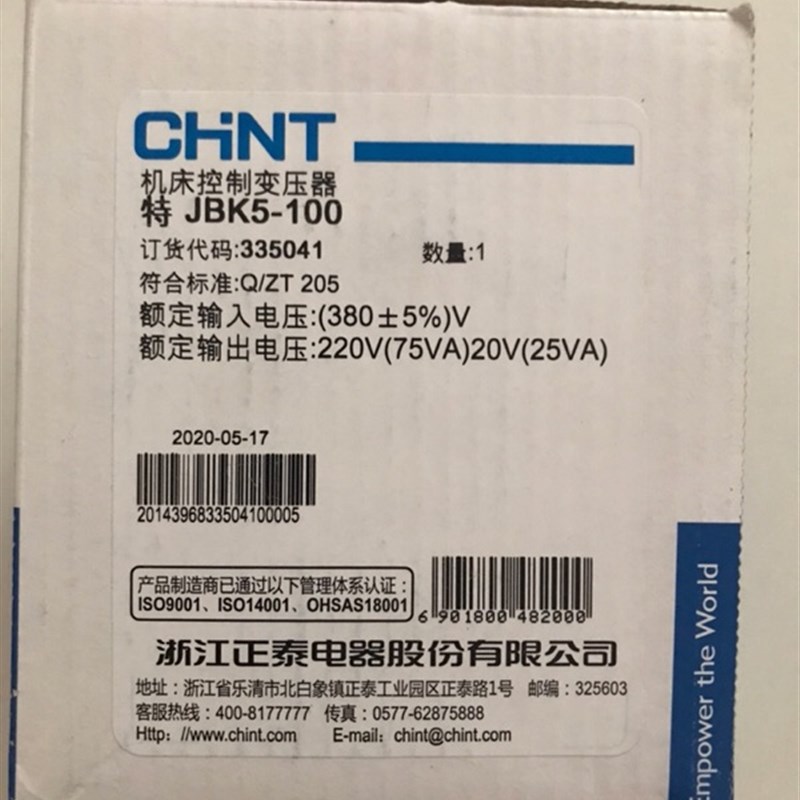 CHiNT
机床控制变压器
特 JBK5-100
订货代码:335041 数量:1
符合标准:Q/ZT 205
额定输入电压:(380±5%)V
额定输出电压:220V(75VA)20V(25VA)
2020-05-17
2014396833504100005
产品制造商已通过以下管理体系认证:
ISO9001、ISO14001、OHSAS18001
6 901800 482000
浙江正泰电器股份有限公司
地址:浙江省乐清市北白象镇正泰工业园区正泰路1号 邮编:325603
客服热线:400-8177777 传真:0577-62875888
Http: //www.chint.com E-mail: chint@chint.com
Empower the World